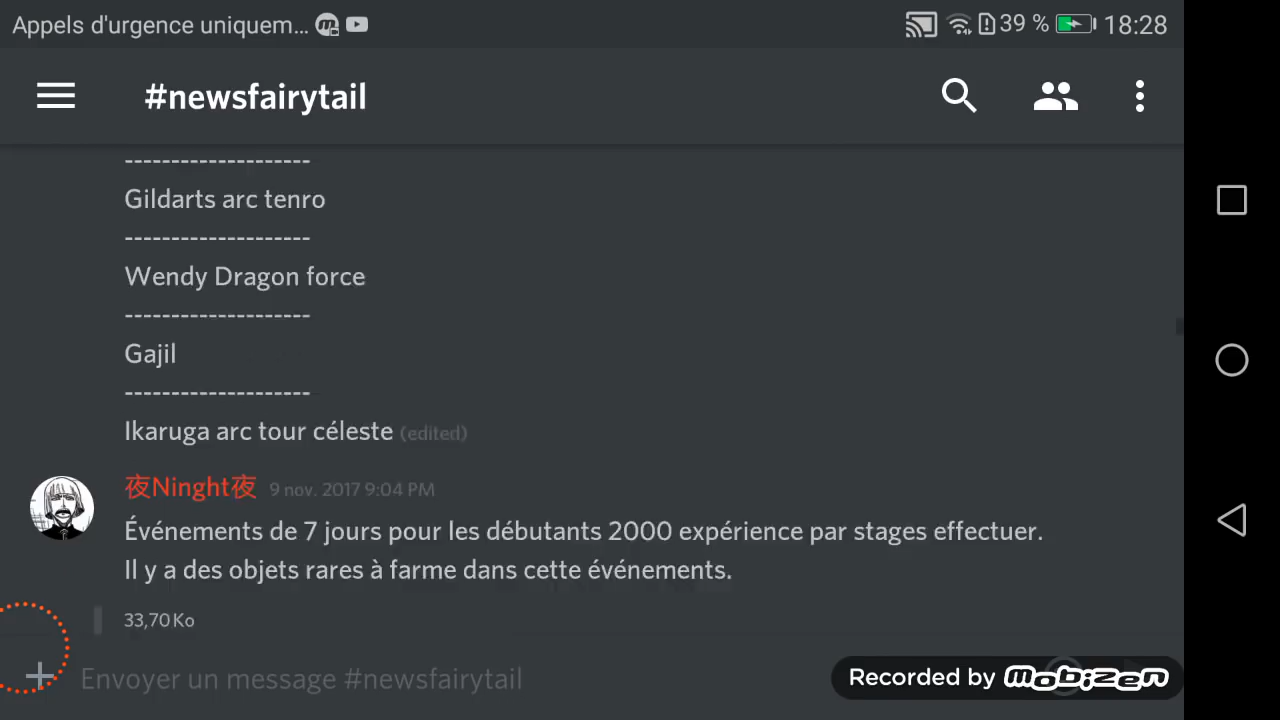 Appels d'urgence uniquem... 39 % 18:28
#newsfairytail
--------------------
Gildarts arc tenro
--------------------
Wendy Dragon force
--------------------
Gajil
--------------------
Ikaruga arc tour céleste (edited)
夜Ninght夜 9 nov. 2017 9:04 PM
Événements de 7 jours pour les débutants 2000 expérience par stages effectuer.
Il y a des objets rares à farme dans cette événements.
33,70 Ko
Envoyer un message #newsfairytail
Recorded by mobizen